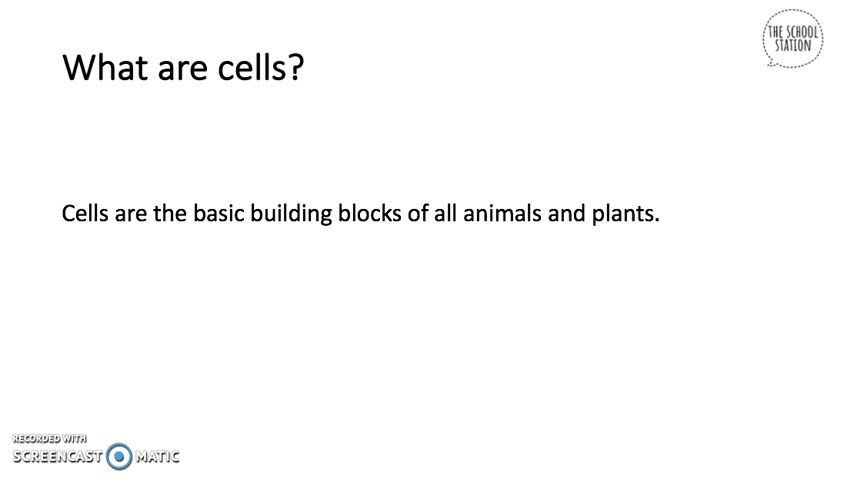 THE SCHOOL
STATION
What are cells?
Cells are the basic building blocks of all animals and plants.
RECORDED WITH
SCREENCAST MATIC